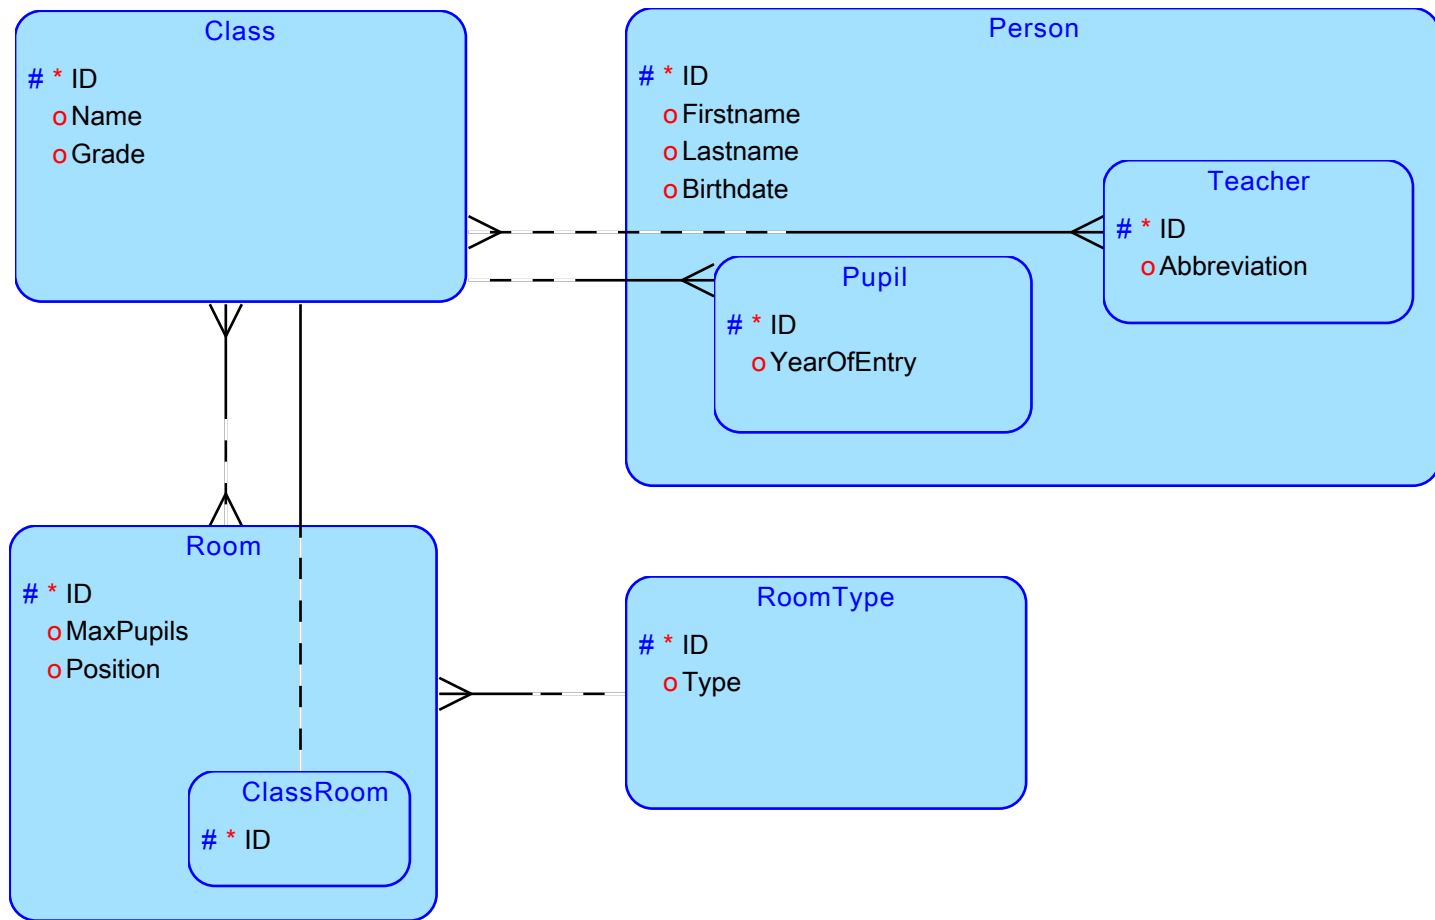 Class
# * ID
o Name
o Grade
Person
# * ID
o Firstname
o Lastname
o Birthdate
Teacher
# * ID
o Abbreviation
Pupil
# * ID
o YearOfEntry
Room
# * ID
o MaxPupils
o Position
ClassRoom
# * ID
RoomType
# * ID
o Type